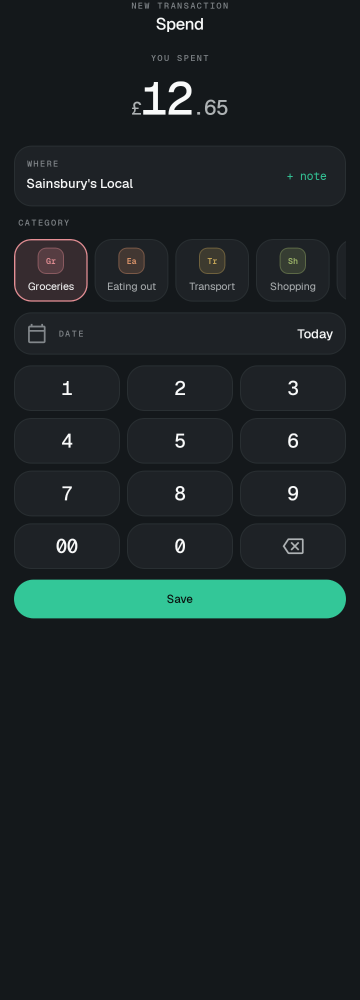 NEW TRANSACTION
Spend
YOU SPENT
£12.65
WHERE
Sainsbury's Local
+ note
CATEGORY
Gr
Ea
Tr
Sh
Groceries
Eating out
Transport
Shopping
DATE
Today
1
2
3
4
5
6
7
8
9
00
0
Save